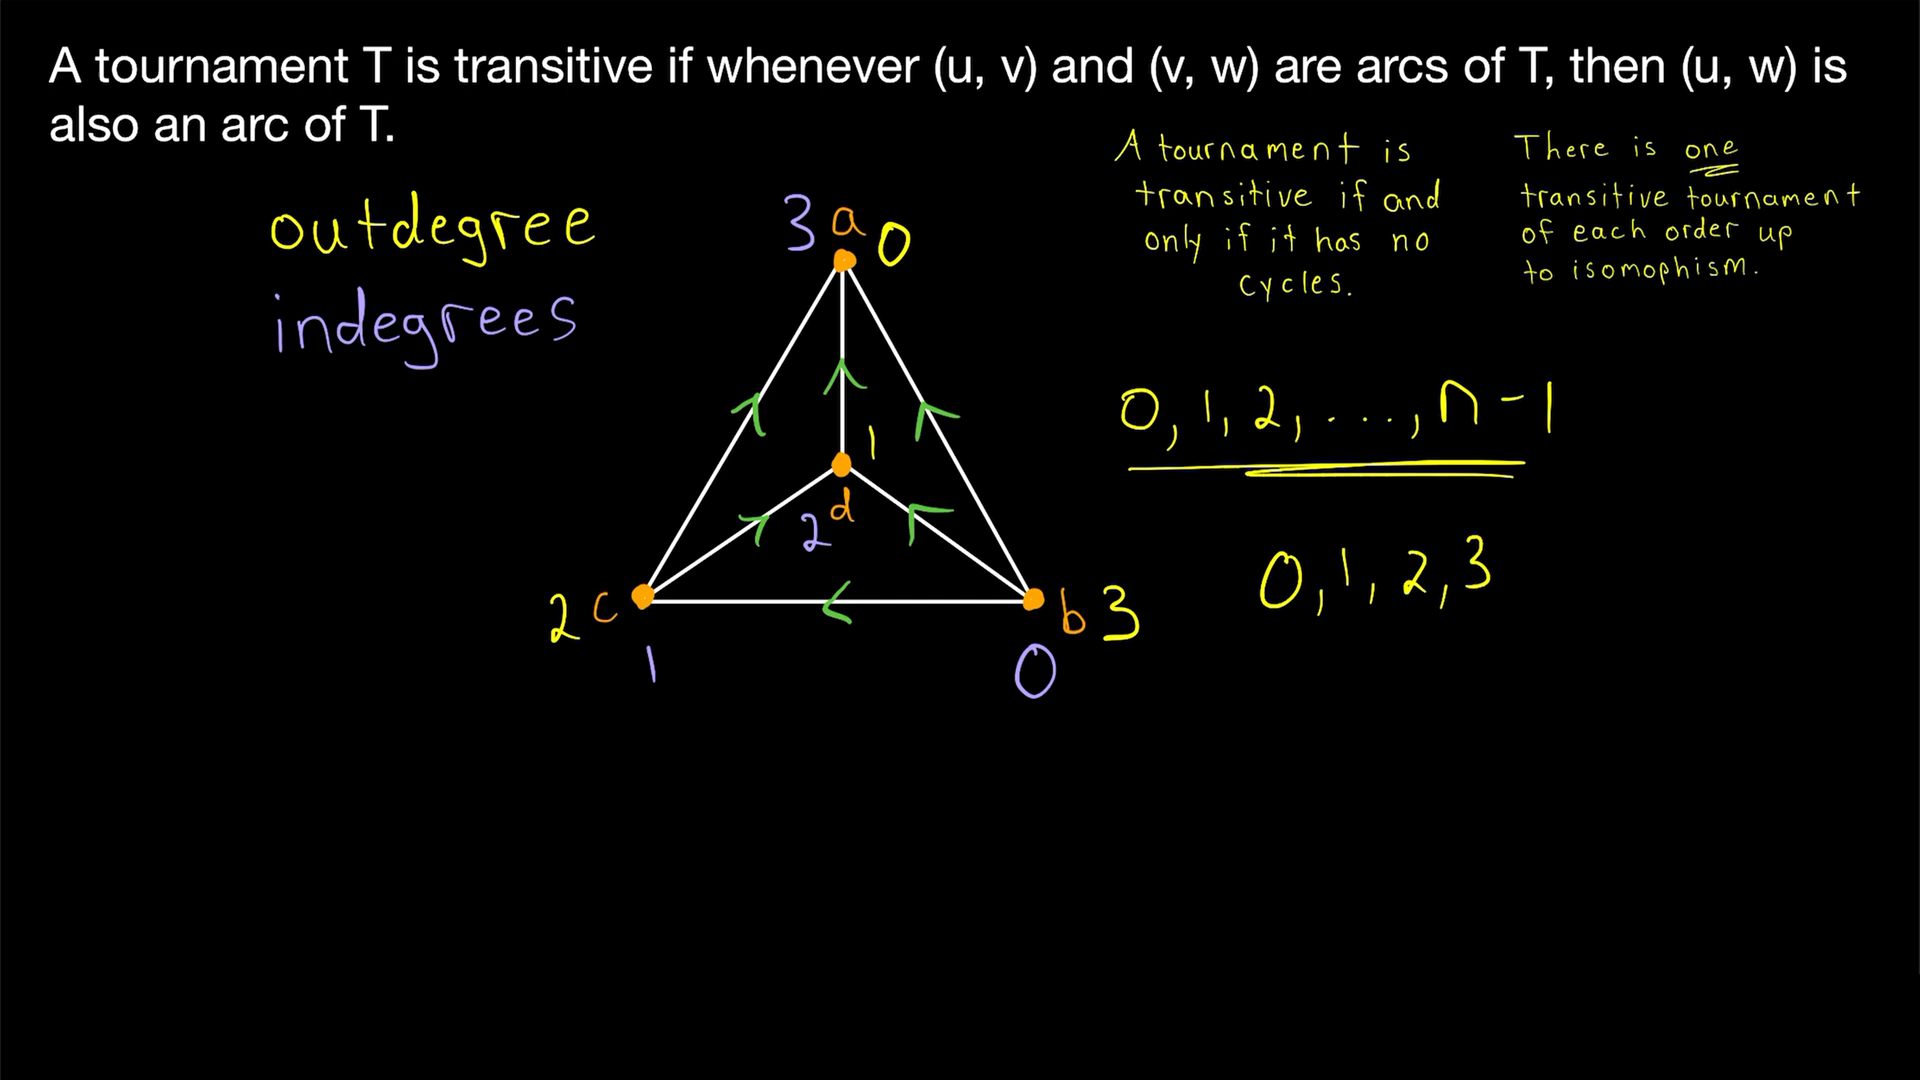 A tournament T is transitive if whenever (u, v) and (v, w) are arcs of T, then (u, w) is
also an arc of T.
A tournament is
transitive if and
only if it has no
cycles.
There is one
transitive tournament
of each order up
to isomophism.
outdegree
indegrees
3 a 0
1
d
2
2 c
1
b 3
0
0, 1, 2, . . . , n - 1
0, 1, 2, 3